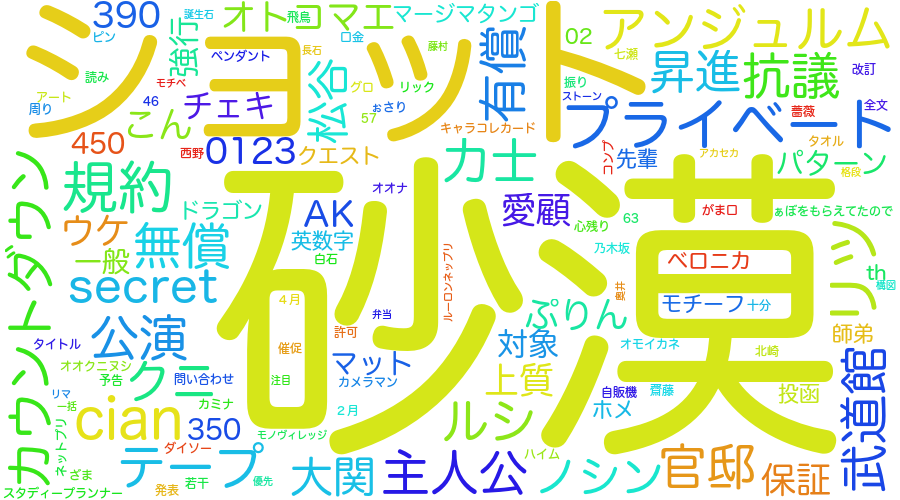 390
オトコマエ
マージマタンゴ
誕生石
飛鳥
ピン
ショット
強行
ペンダント
口金
藤村
長石
有償
02
アンジュルム
七瀬
昇進
抗議
改訂
読み
モチベ
アート
46
チェキ
グロ
リック
振り
ストーン
全文
周り
松谷
57
ぉさり
プライベート
薔薇
こん
キャラコレカード
タオル
450
西野
0123
クエスト
力士
コンプ
先輩
アカセカ
格段
パターン
カウントダウン
規約
オオナ
愛顧
がま口
ぁぽをもらえてたので
ウケ
ドラゴン
AK
砂漠
心残り
63
リツ
無償
英数字
乃木坂
一般
白石
ルーロンネップリ
ベロニカ
th
構図
secret
4月
奥井
モチーフ
十分
公演
弁当
ぷりん
師弟
タイトル
催促
許可
対象
オモイカネ
北崎
武道館
オオクニヌシ
クニ
予告
問い合わせ
注目
マット
カメラマン
上質
自販機
齋藤
投函
リマ
一括
cian
カミナ
2月
ルシ
ホメ
350
モノヴィレッジ
ネットプリ
ダイソー
ハイム
ざま
テープ
優先
大関
主人公
ノシン
官邸
保証
若干
発表
スタディープランナー